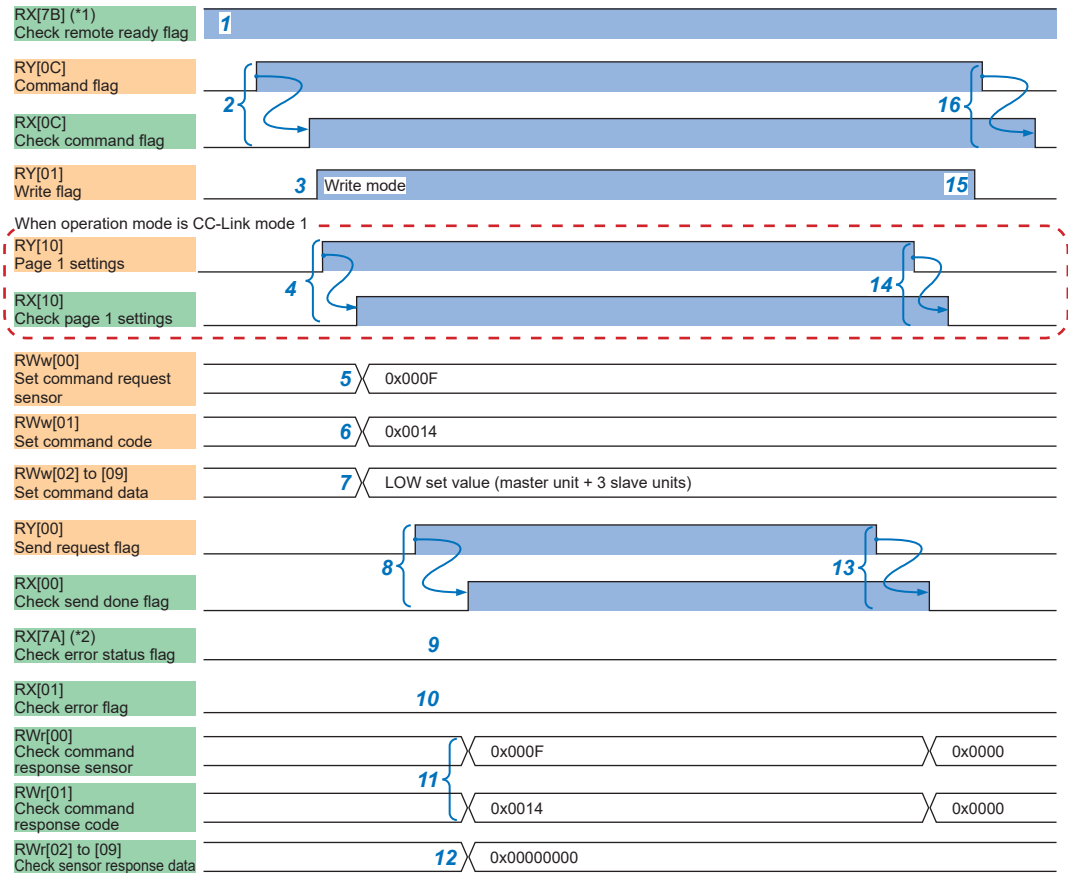 RX[7B] (*1)
Check remote ready flag
1
RY[0C]
Command flag
2
16
RX[0C]
Check command flag
RY[01]
Write flag
3
Write mode
15
When operation mode is CC-Link mode 1
RY[10]
Page 1 settings
4
14
RX[10]
Check page 1 settings
RWw[00]
Set command request
sensor
5
0x000F
RWw[01]
Set command code
6
0x0014
RWw[02] to [09]
Set command data
7
LOW set value (master unit + 3 slave units)
RY[00]
Send request flag
8
13
RX[00]
Check send done flag
RX[7A] (*2)
Check error status flag
9
RX[01]
Check error flag
10
RWr[00]
Check command
response sensor
0x000F
0x0000
11
RWr[01]
Check command
response code
0x0014
0x0000
RWr[02] to [09]
Check sensor response data
12
0x00000000